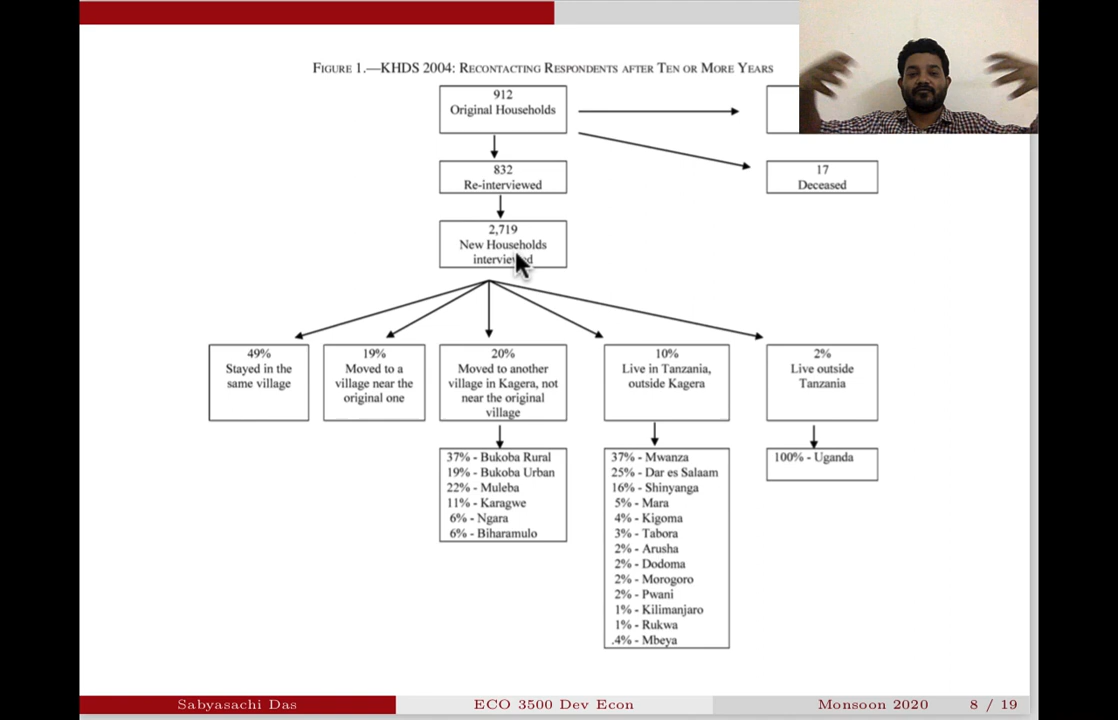 FIGURE 1.—KHDS 2004: RECONTACTING RESPONDENTS AFTER TEN OR MORE YEARS
912
Original Households
832
Re-interviewed
17
Deceased
2,719
New Households
interviewed
49%
Stayed in the
same village
19%
Moved to a
village near the
original one
20%
Moved to another
village in Kagera, not
near the original
village
10%
Live in Tanzania,
outside Kagera
2%
Live outside
Tanzania
37% - Bukoba Rural
19% - Bukoba Urban
22% - Muleba
11% - Karagwe
6% - Ngara
6% - Biharamulo
37% - Mwanza
25% - Dar es Salaam
16% - Shinyanga
5% - Mara
4% - Kigoma
3% - Tabora
2% - Arusha
2% - Dodoma
2% - Morogoro
2% - Pwani
1% - Kilimanjaro
1% - Rukwa
.4% - Mbeya
100% - Uganda
Sabyasachi Das ECO 3500 Dev Econ Monsoon 2020 8 / 19